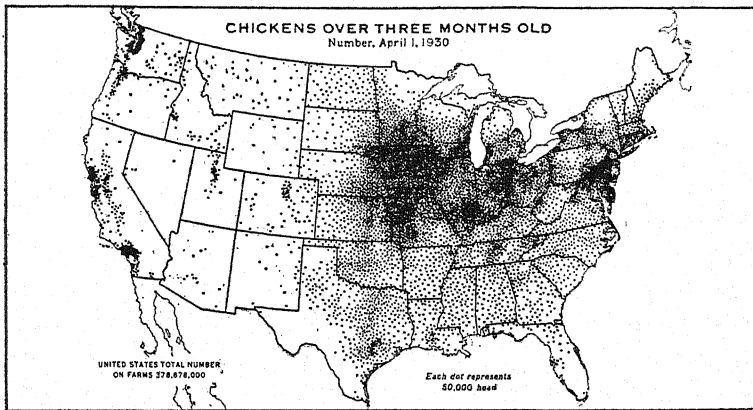 CHICKENS OVER THREE MONTHS OLD
Number, April 1, 1930
UNITED STATES TOTAL NUMBER
ON FARMS 378,678,000
Each dot represents
50,000 head